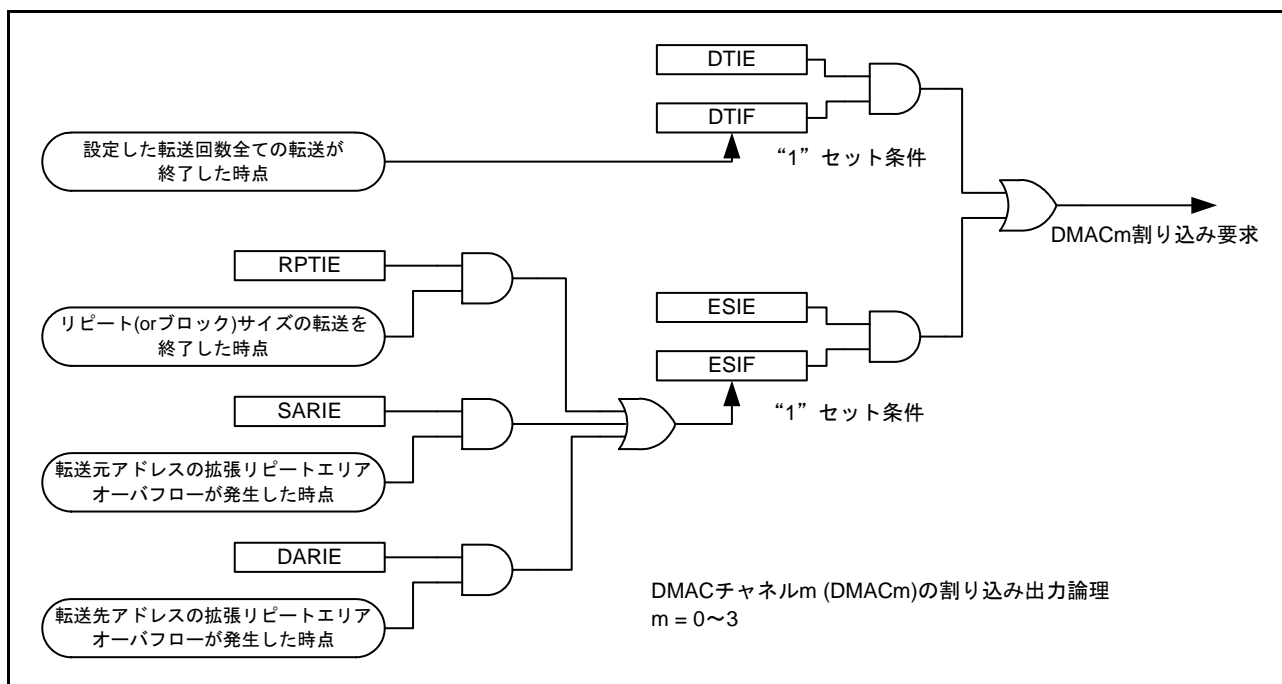 DTIE
DTIF
設定した転送回数全ての転送が
終了した時点
“1”セット条件
DMACm割り込み要求
RPTIE
リピート(orブロック)サイズの転送を
終了した時点
ESIE
ESIF
“1”セット条件
SARIE
転送元アドレスの拡張リピートエリア
オーバフローが発生した時点
DARIE
転送先アドレスの拡張リピートエリア
オーバフローが発生した時点
DMACチャネルm (DMACm)の割り込み出力論理
m = 0～3